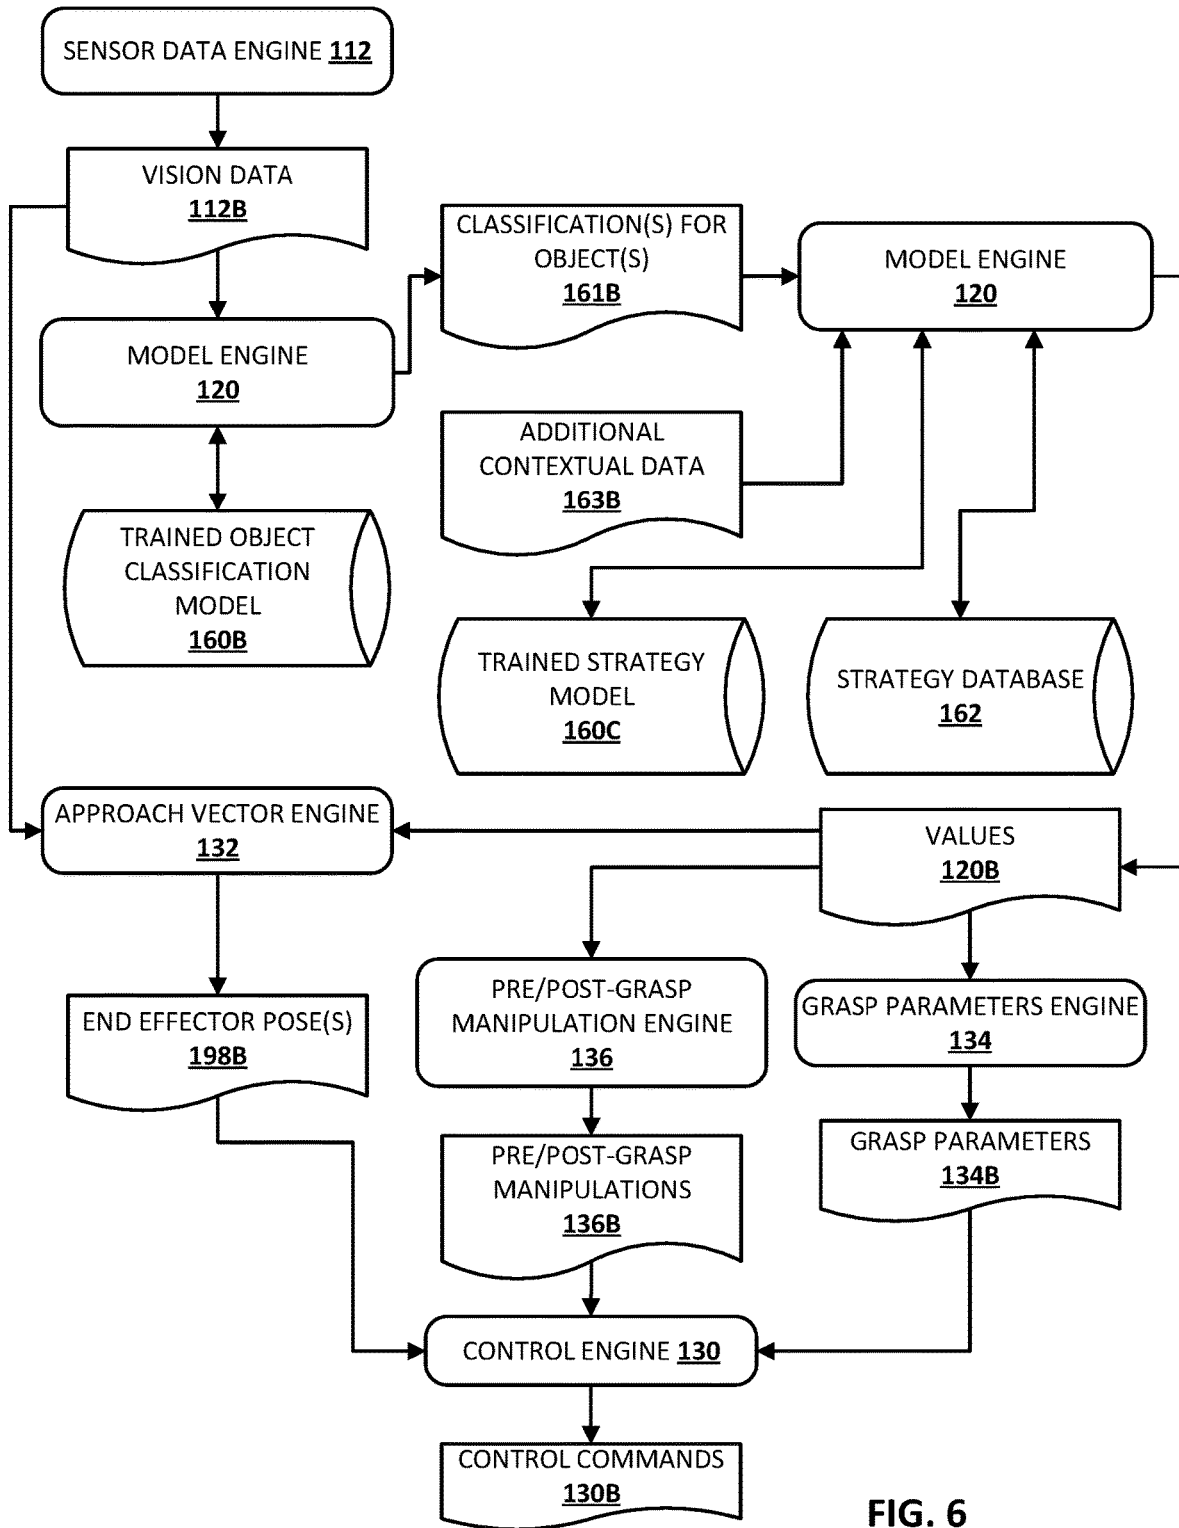 SENSOR DATA ENGINE 112
VISION DATA
112B
CLASSIFICATION(S) FOR
OBJECT(S)
161B
MODEL ENGINE
120
MODEL ENGINE
120
ADDITIONAL
CONTEXTUAL DATA
163B
TRAINED OBJECT
CLASSIFICATION
MODEL
160B
TRAINED STRATEGY
MODEL
160C
STRATEGY DATABASE
162
APPROACH VECTOR ENGINE
132
VALUES
120B
PRE/POST-GRASP
MANIPULATION ENGINE
136
GRASP PARAMETERS ENGINE
134
END EFFECTOR POSE(S)
198B
PRE/POST-GRASP
MANIPULATIONS
136B
GRASP PARAMETERS
134B
CONTROL ENGINE 130
CONTROL COMMANDS
130B
FIG. 6